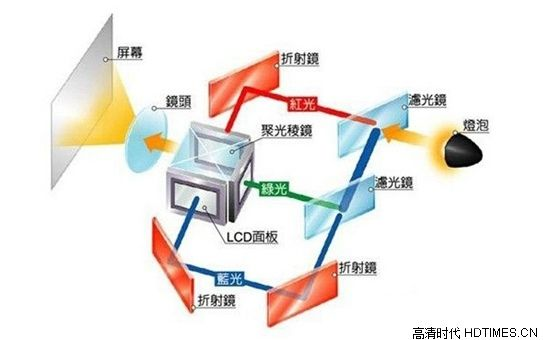 屏幕
鏡頭
折射鏡
紅光
濾光鏡
燈泡
聚光稜鏡
綠光
濾光鏡
LCD面板
藍光
折射鏡
折射鏡
高清时代 HDTIMES.CN